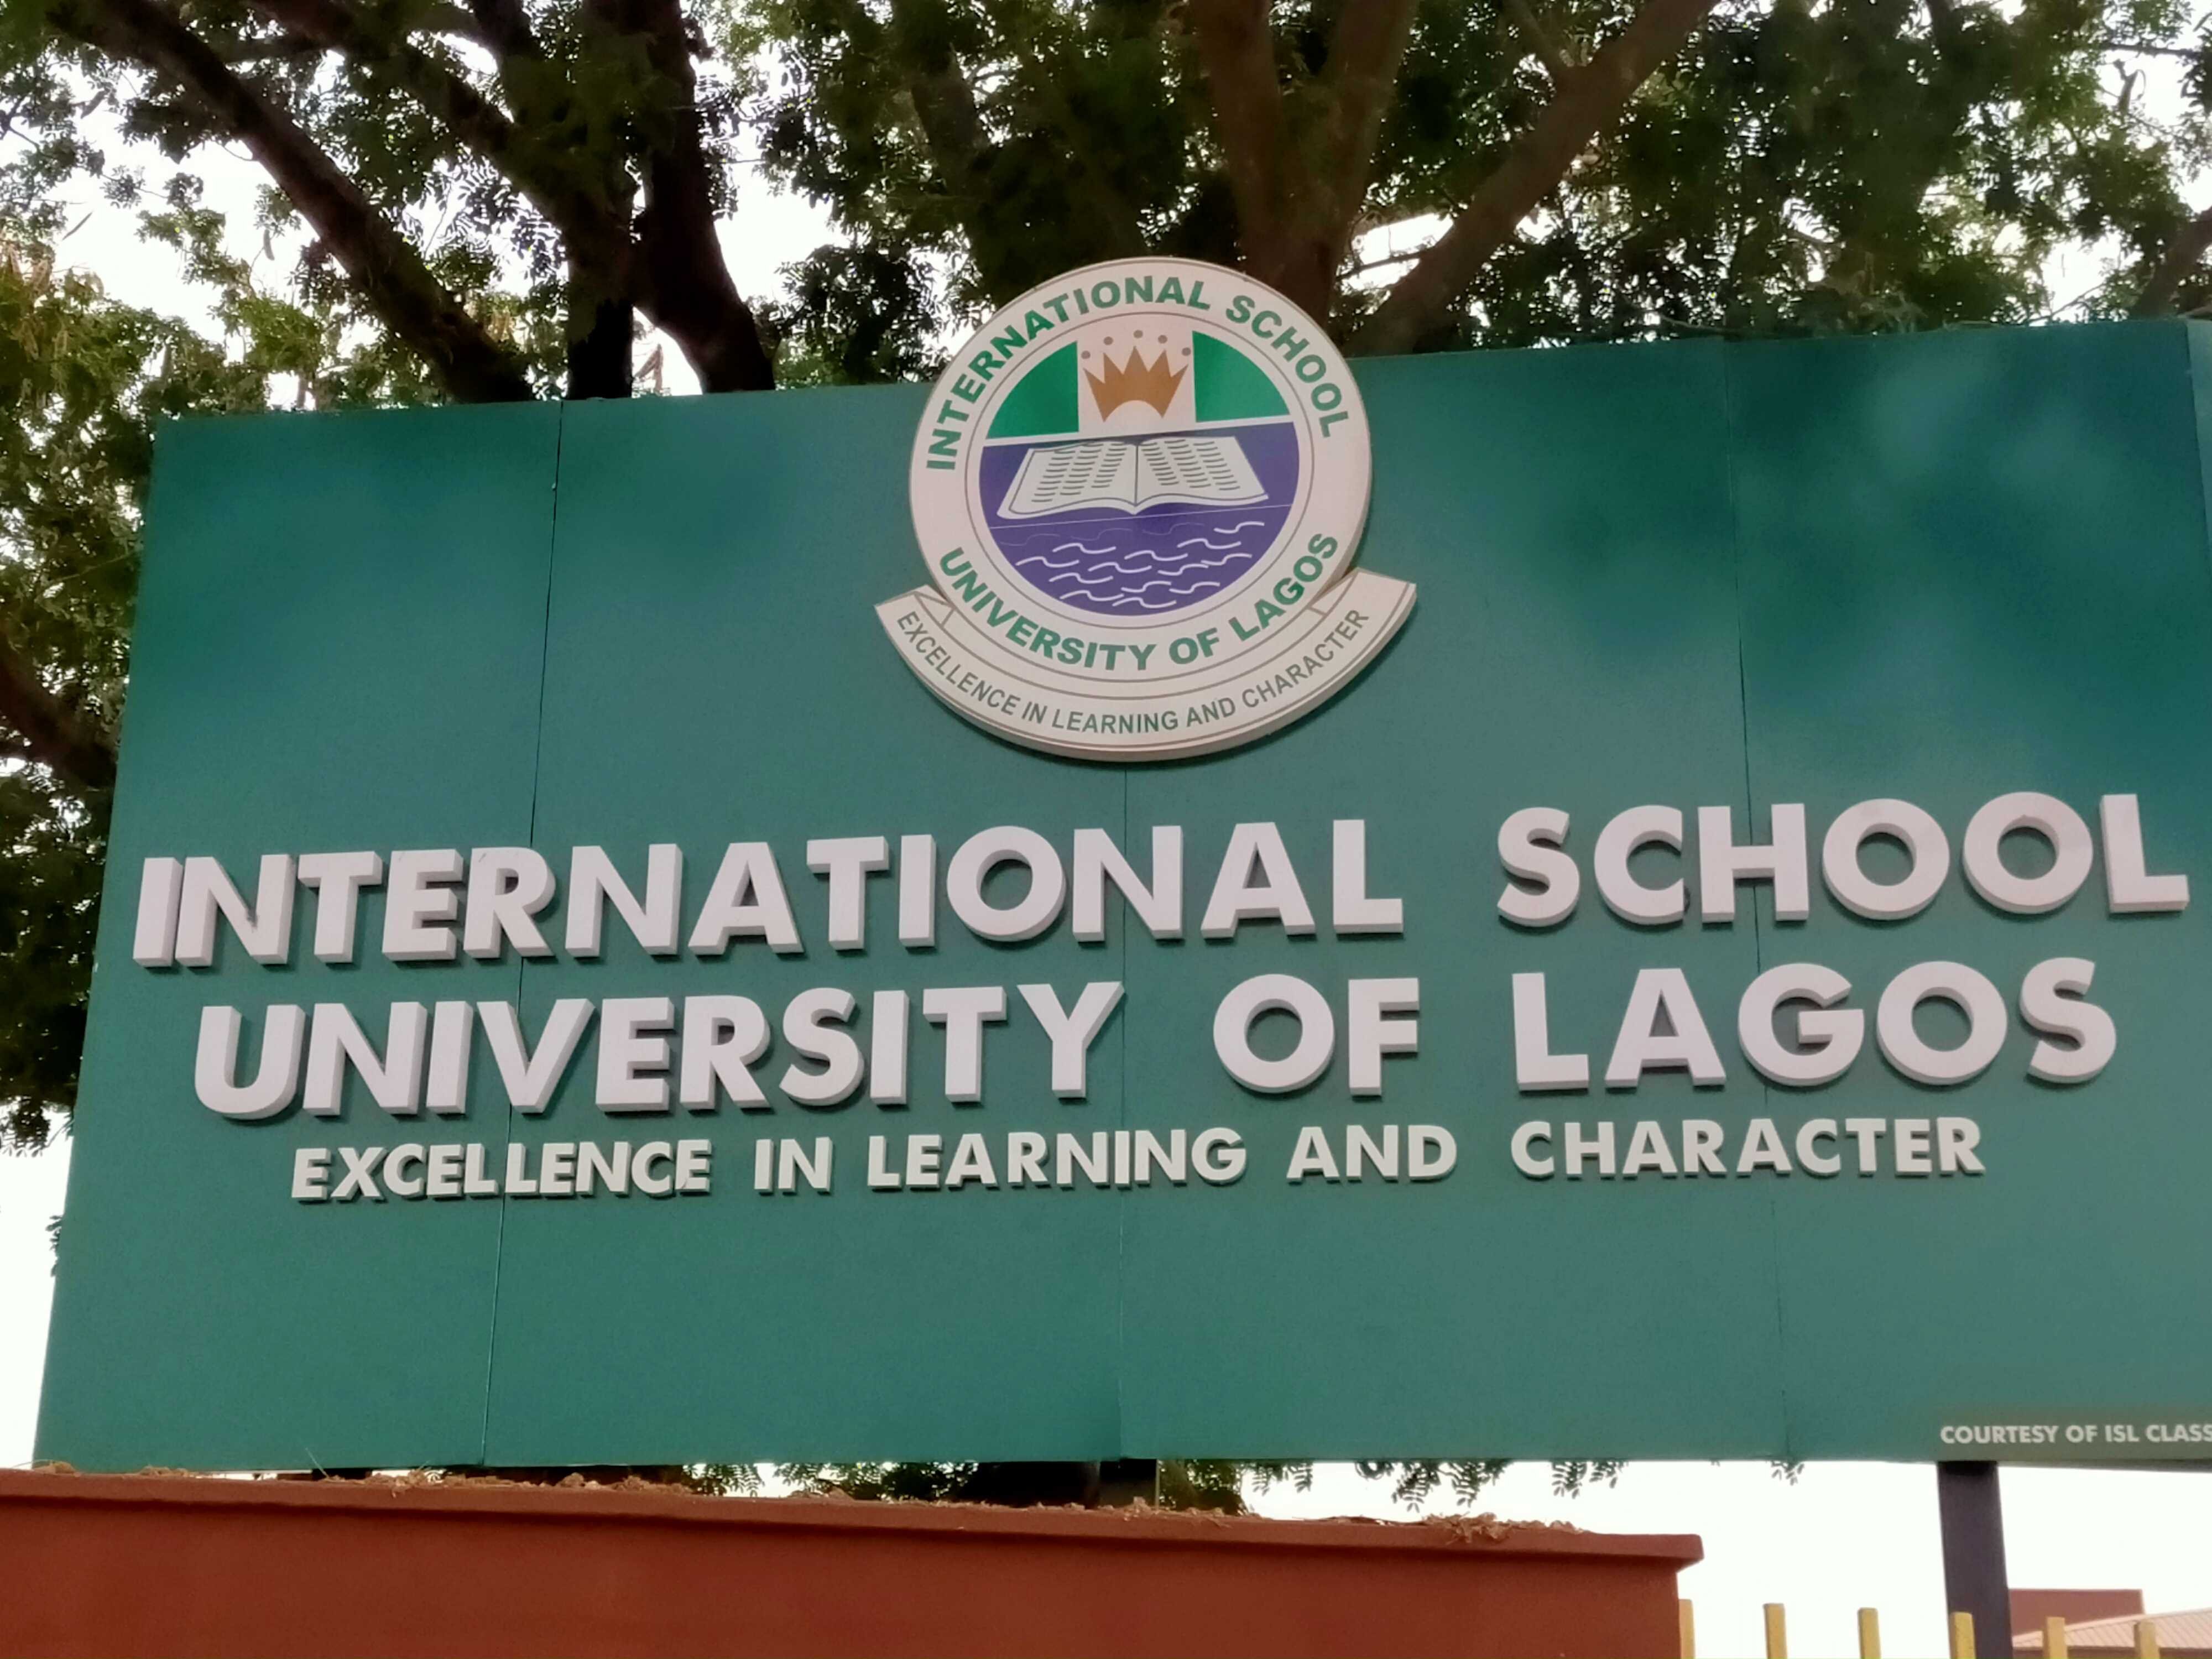 INTERNATIONAL SCHOOL
UNIVERSITY OF LAGOS
EXCELLENCE IN LEARNING AND CHARACTER
INTERNATIONAL SCHOOL
UNIVERSITY OF LAGOS
EXCELLENCE IN LEARNING AND CHARACTER
COURTESY OF ISL CLASS